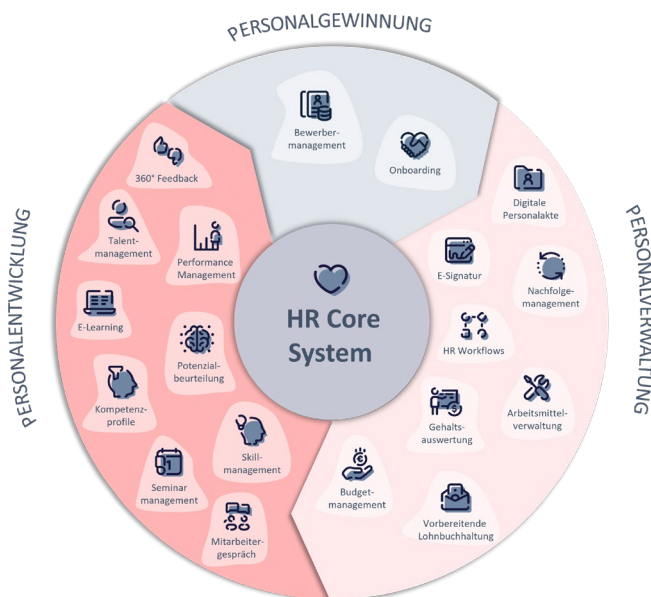 PERSONALGEWINNUNG
Bewerber-
management
Onboarding
PERSONALVERWALTUNG
Digitale
Personalakte
E-Signatur
Nachfolge-
management
HR Workflows
Arbeitsmittel-
verwaltung
Gehalts-
auswertung
Budget-
management
Vorbereitende
Lohnbuchhaltung
PERSONALENTWICKLUNG
360° Feedback
Talent-
management
Performance
Management
E-Learning
Potenzial-
beurteilung
Kompetenz-
profile
Skill-
management
Seminar
management
Mitarbeiter-
gespräch
HR Core
System